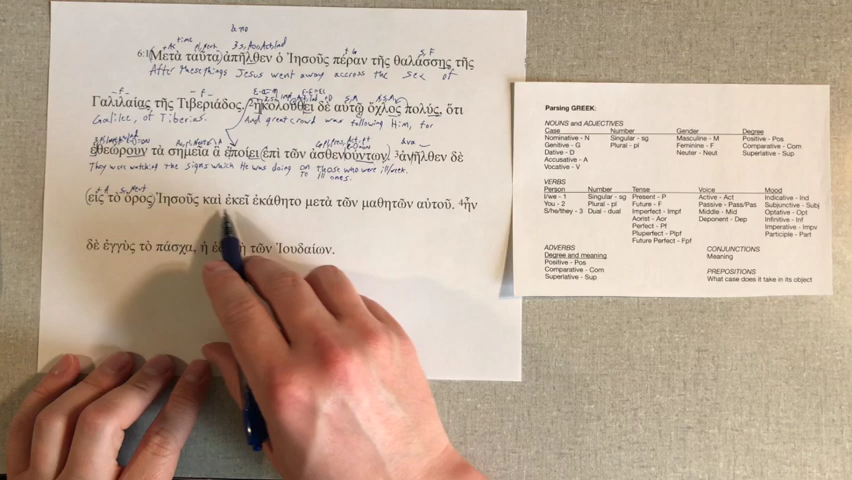 6:1 (Μετὰ ταῦτα) ἀπῆλθεν ὁ Ἰησοῦς πέραν τῆς θαλάσσης τῆς
After these things Jesus went away accross the sea of
Γαλιλαίας τῆς Τιβεριάδος. ²ἠκολούθει δὲ αὐτῷ ὄχλος πολύς, ὅτι
Galilee, of Tiberias. And great crowd was following Him, for
ἐθεώρουν τὰ σημεῖα ἃ ἐποίει (ἐπὶ τῶν ἀσθενούντων). ³ἀνῆλθεν δὲ
They were watching the signs which He was doing on those who were ill/weak.
to ill ones.
(εἰς τὸ ὄρος) Ἰησοῦς καὶ ἐκεῖ ἐκάθητο μετὰ τῶν μαθητῶν αὐτοῦ. ⁴ἦν
δὲ ἐγγὺς τὸ πάσχα, ἡ τῶν Ἰουδαίων.
Parsing GREEK:
NOUNS and ADJECTIVES
Case Number Gender Degree
Nominative - N Singular - sg Masculine - M Positive - Pos
Genitive - G Plural - pl Feminine - F Comparative - Com
Dative - D Neuter - Neut Superlative - Sup
Accusative - A
Vocative - V
VERBS
Person Number Tense Voice Mood
I/we - 1 Singular - sg Present - P Active - Act Indicative - Ind
You - 2 Plural - pl Future - F Passive - Pass/Pas Subjunctive - Subj
S/he/they - 3 Dual - dual Imperfect - Impf Middle - Mid Optative - Opt
Aorist - Aor Deponent - Dep Infinitive - Inf
Perfect - Pf Imperative - Impv
Pluperfect - Plpf Participle - Part
Future Perfect - Fpf
ADVERBS CONJUNCTIONS
Degree and meaning Meaning
Positive - Pos
Comparative - Com PREPOSITIONS
Superlative - Sup What case does it take in its object